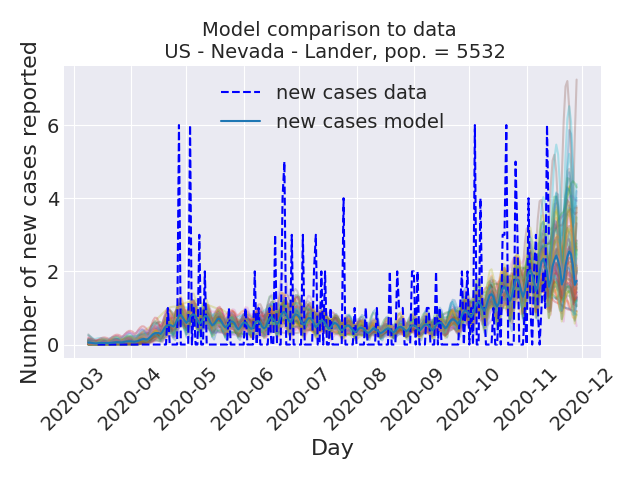 Model comparison to data
US - Nevada - Lander, pop. = 5532
Number of new cases reported
new cases data
new cases model
6
4
2
0
2020-03
2020-04
2020-05
2020-06
2020-07
2020-08
2020-09
2020-10
2020-11
2020-12
Day